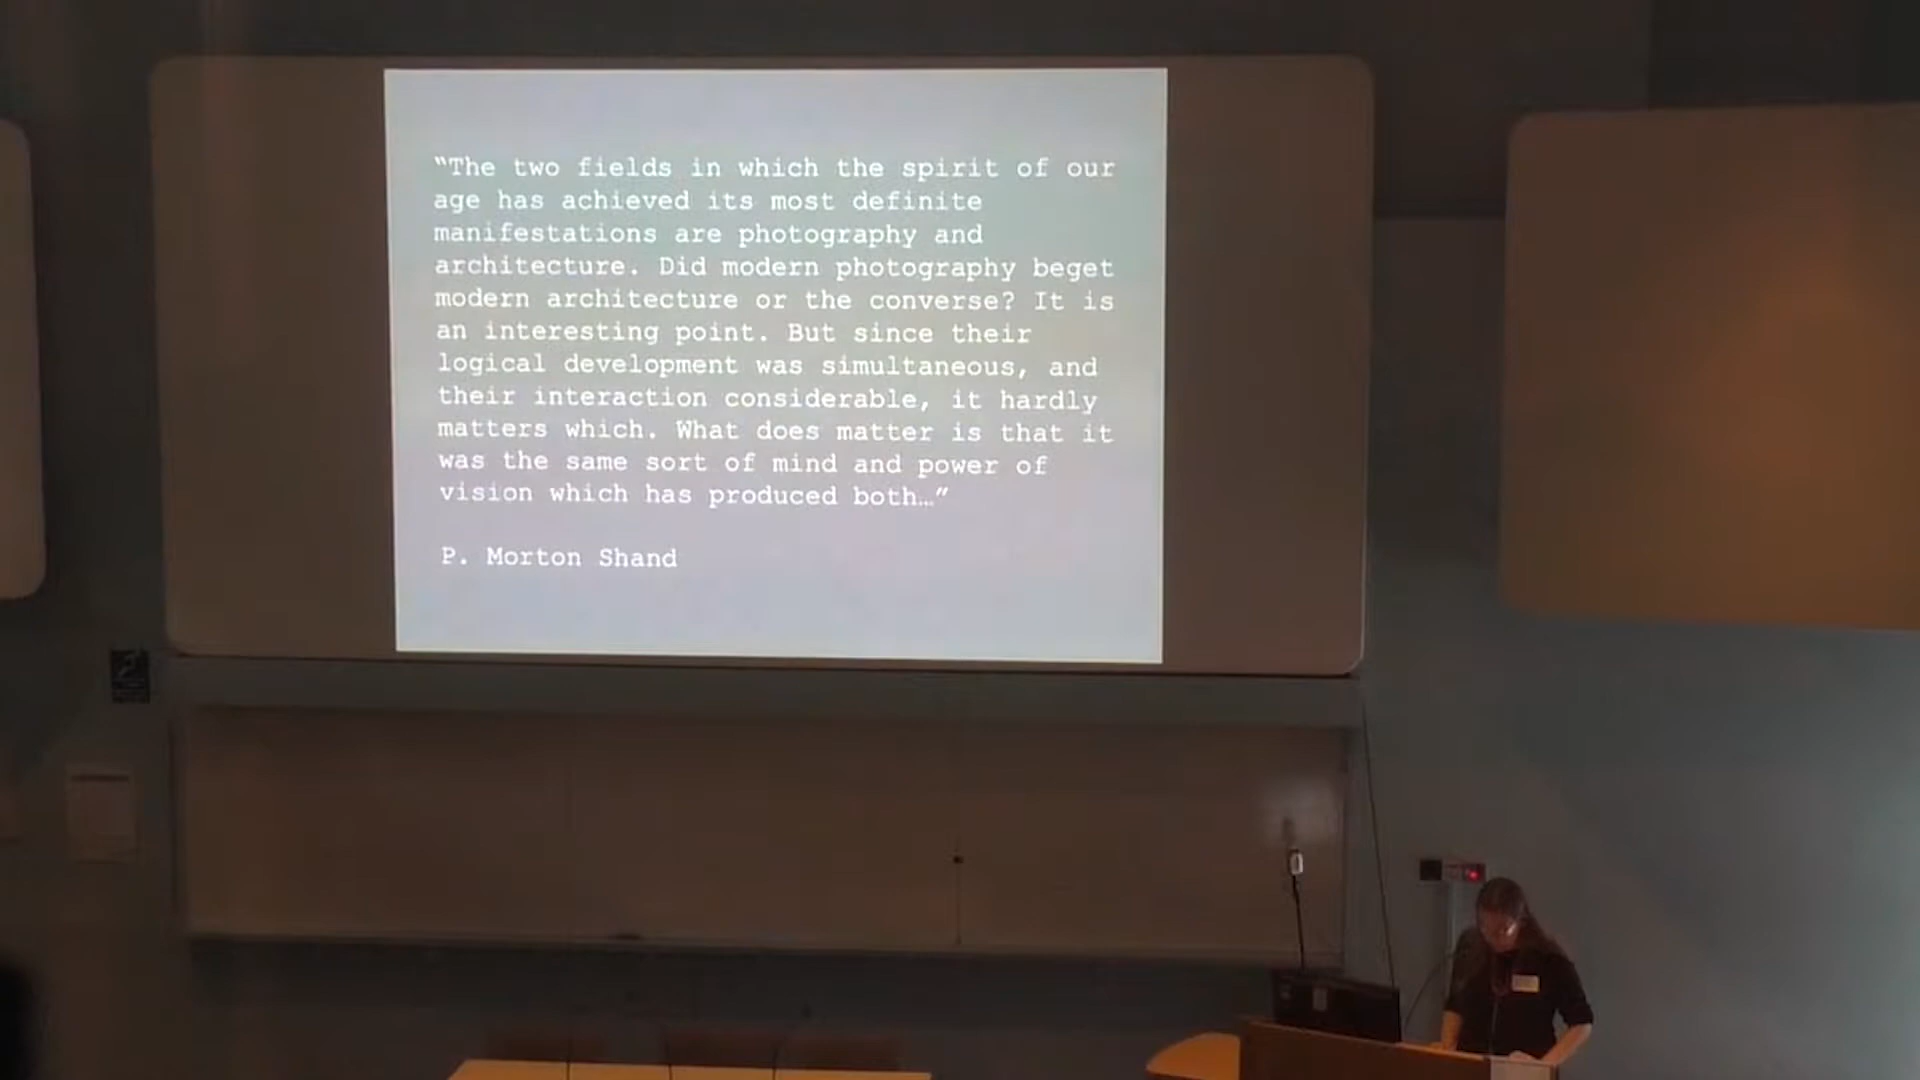 “The two fields in which the spirit of our
age has achieved its most definite
manifestations are photography and
architecture. Did modern photography beget
modern architecture or the converse? It is
an interesting point. But since their
logical development was simultaneous, and
their interaction considerable, it hardly
matters which. What does matter is that it
was the same sort of mind and power of
vision which has produced both…”
P. Morton Shand